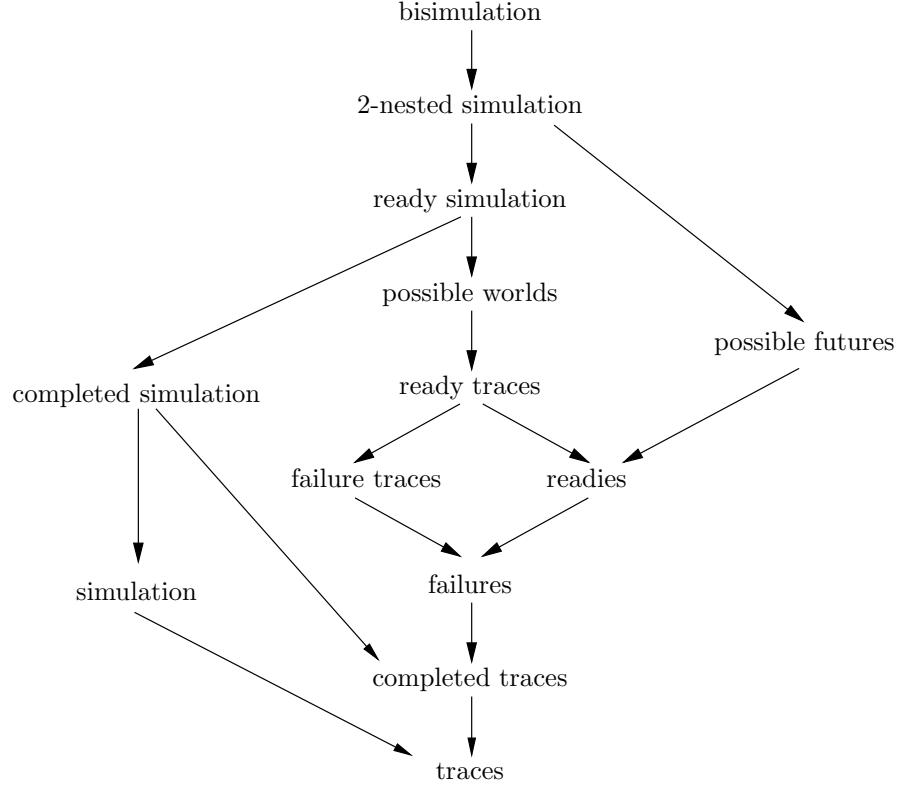 bisimulation
2-nested simulation
ready simulation
possible worlds
possible futures
completed simulation
ready traces
failure traces
readies
simulation
failures
completed traces
traces